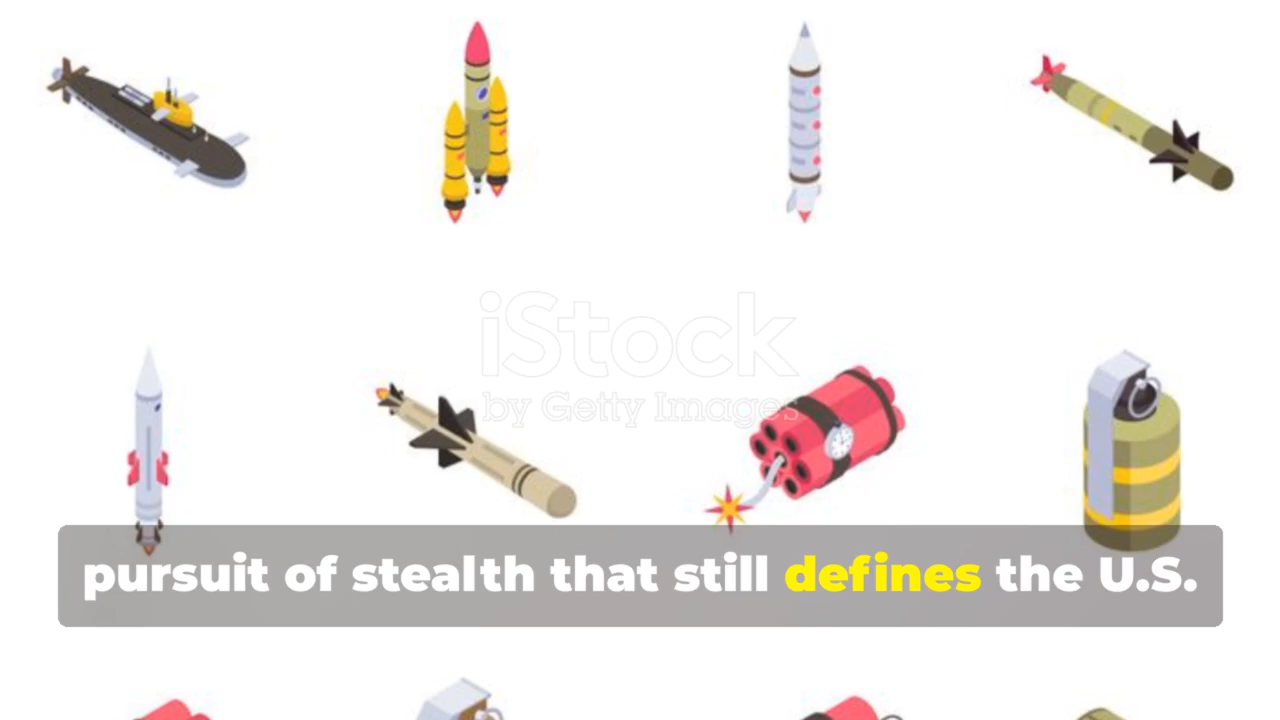 iStock
by Getty Images
pursuit of stealth that still defines the U.S.